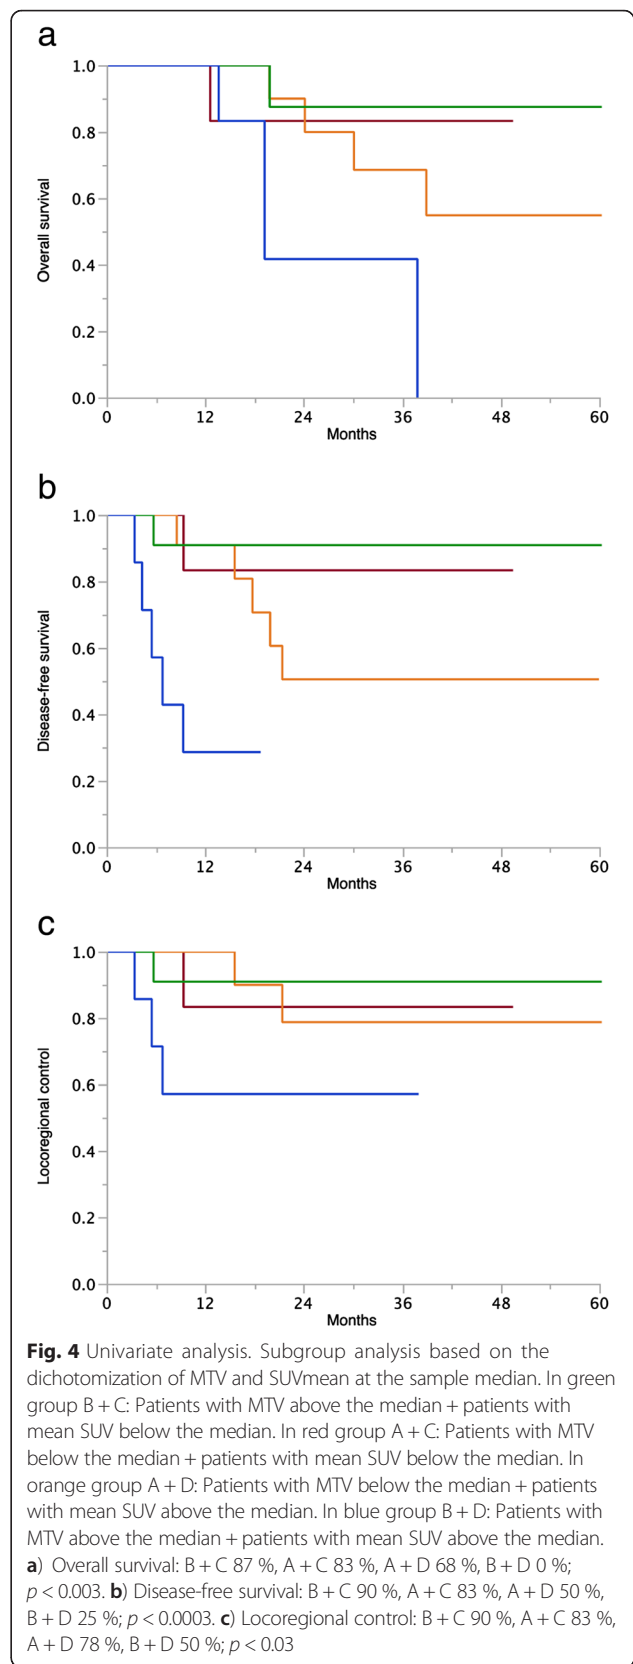 a
1.0
0.8
0.6
0.4
0.2
0.0
Overall survival
0 12 24 36 48 60
Months
b
1.0
0.8
0.6
0.4
0.2
0.0
Disease-free survival
0 12 24 36 48 60
Months
c
1.0
0.8
0.6
0.4
0.2
0.0
Locoregional control
0 12 24 36 48 60
Months
Fig. 4 Univariate analysis. Subgroup analysis based on the
dichotomization of MTV and SUVmean at the sample median. In green
group B + C: Patients with MTV above the median + patients with
mean SUV below the median. In red group A + C: Patients with MTV
below the median + patients with mean SUV below the median. In
orange group A + D: Patients with MTV below the median + patients
with mean SUV above the median. In blue group B + D: Patients with
MTV above the median + patients with mean SUV above the median.
a) Overall survival: B + C 87 %, A + C 83 %, A + D 68 %, B + D 0 %;
p < 0.003. b) Disease-free survival: B + C 90 %, A + C 83 %, A + D 50 %,
B + D 25 %; p < 0.0003. c) Locoregional control: B + C 90 %, A + C 83 %,
A + D 78 %, B + D 50 %; p < 0.03